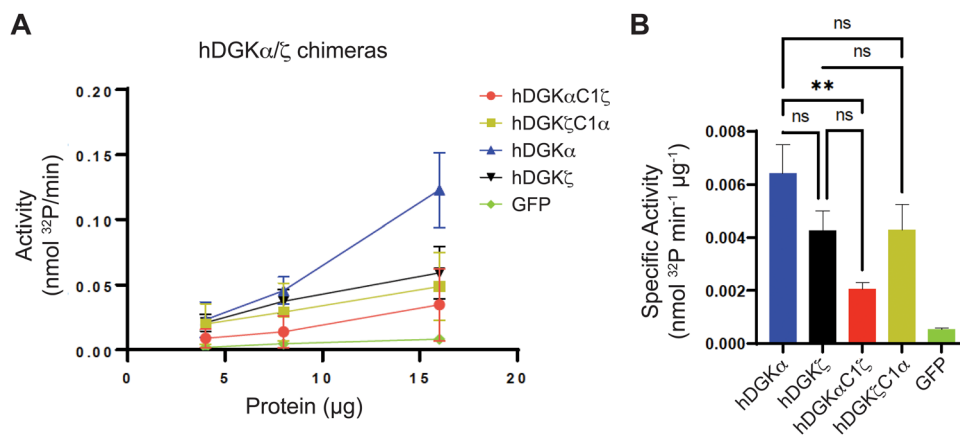 A
hDGKα/ζ chimeras
0.20
0.15
0.10
0.05
0.00
0
5
10
15
20
Activity
(nmol ³²P/min)
Protein (µg)
hDGKαC1ζ
hDGKζC1α
hDGKα
hDGKζ
GFP
B
ns
ns
**
ns
ns
0.008
0.006
0.004
0.002
0.000
Specific Activity
(nmol ³²P min⁻¹ µg⁻¹)
hDGKα
hDGKζ
hDGKαC1ζ
hDGKζC1α
GFP